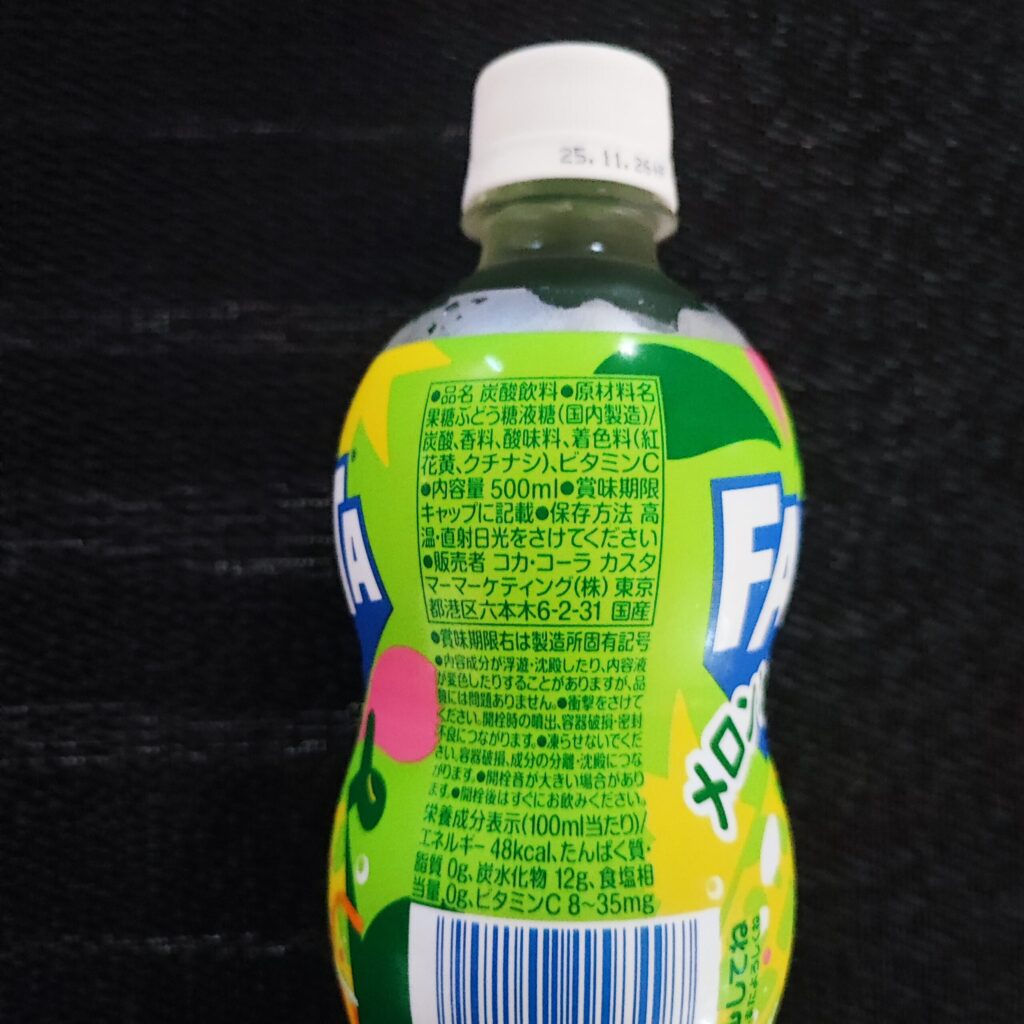 25.11.26
●品名 炭酸飲料●原材料名
果糖ぶどう糖液糖(国内製造)/
炭酸、香料、酸味料、着色料(紅
花黄、クチナシ)、ビタミンC
●内容量 500ml●賞味期限
キャップに記載●保存方法 高
温・直射日光をさけてください
●販売者 コカ・コーラ カスタ
マーマーケティング(株) 東京
都港区六本木6-2-31 国産
●賞味期限右は製造所固有記号
●内容成分が浮遊・沈殿したり、内容液
が変色したりすることがありますが、品
質には問題ありません。●衝撃をさけて
ください。開栓時の噴出、容器破損・密封
不良につながります。●凍らせないでくだ
さい。容器破損、成分の分離・沈殿につな
がります。●開栓音が大きい場合があり
ます。●開栓後はすぐにお飲みください。
栄養成分表示(100ml当たり)/
エネルギー 48kcal、たんぱく質・
脂質 0g、炭水化物 12g、食塩相
当量 0g、ビタミンC 8~35mg
TA
FA
メロン
してね